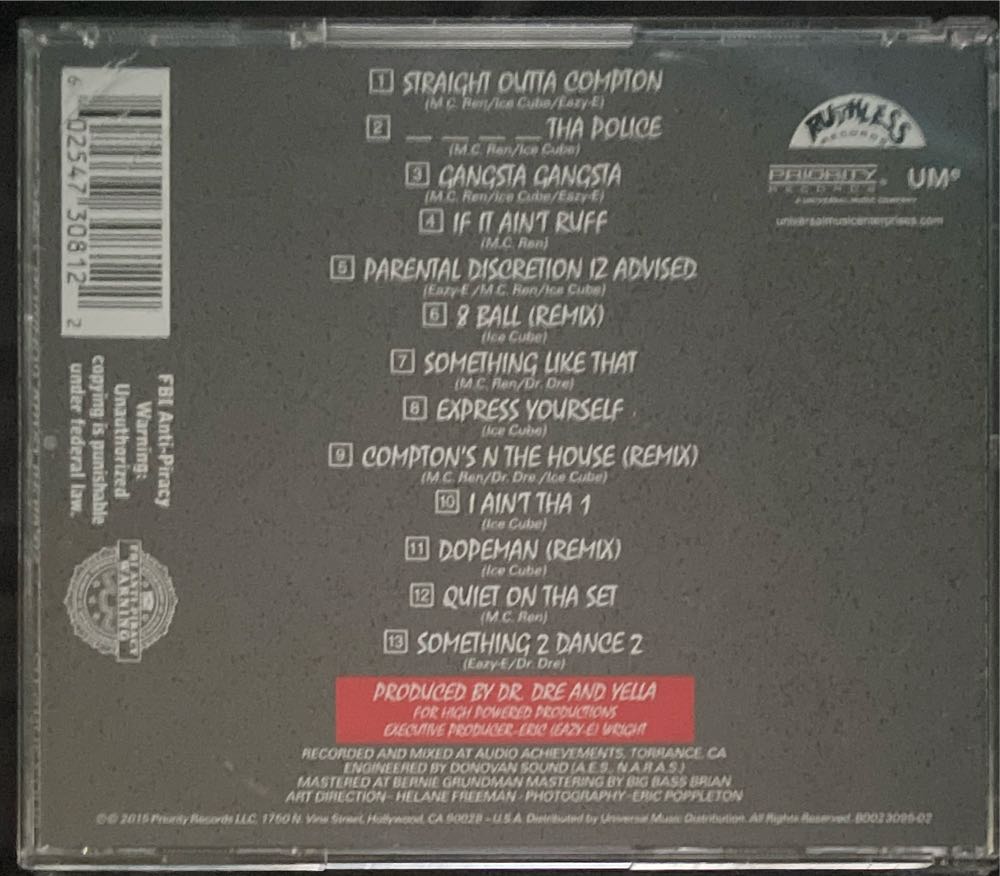 1 STRAIGHT OUTTA COMPTON
(M.C. Ren/Ice Cube/Eazy-E)
2 _ _ _ _ THA POLICE
(M.C. Ren/Ice Cube)
3 GANGSTA GANGSTA
(M.C. Ren/Ice Cube/Eazy-E)
4 IF IT AIN'T RUFF
(M.C. Ren)
5 PARENTAL DISCRETION IZ ADVISED
(Eazy-E/M.C. Ren/Ice Cube)
6 8 BALL (REMIX)
(Ice Cube)
7 SOMETHING LIKE THAT
(M.C. Ren/Dr. Dre)
8 EXPRESS YOURSELF
(Ice Cube)
9 COMPTON'S N THE HOUSE (REMIX)
(M.C. Ren/Dr. Dre/Ice Cube)
10 I AIN'T THA 1
(Ice Cube)
11 DOPEMAN (REMIX)
(Ice Cube)
12 QUIET ON THA SET
(M.C. Ren)
13 SOMETHING 2 DANCE 2
(Eazy-E/Dr. Dre)
PRODUCED BY DR. DRE AND YELLA
FOR HIGH POWERED PRODUCTIONS
EXECUTIVE PRODUCER-ERIC (EAZY-E) WRIGHT
RECORDED AND MIXED AT AUDIO ACHIEVEMENTS, TORRANCE, CA
ENGINEERED BY DONOVAN SOUND (A.E.S., N.A.R.A.S.)
MASTERED AT BERNIE GRUNDMAN MASTERING BY BIG BASS BRIAN
ART DIRECTION- HELANE FREEMAN - PHOTOGRAPHY-ERIC POPPLETON
℗© 2015 Priority Records LLC, 1750 N. Vine Street, Hollywood, CA 90028 - U.S.A. Distributed by Universal Music Distribution. All Rights Reserved. B0023095-02
RUTHLESS
RECORDS
PRIORITY
RECORDS
A UNIVERSAL MUSIC COMPANY
UMe
universalmusicenterprises.com
6 02547 30812 2
FBI Anti-Piracy
Warning:
Unauthorized
copying is punishable
under federal law.
FBI ANTI-PIRACY
WARNING